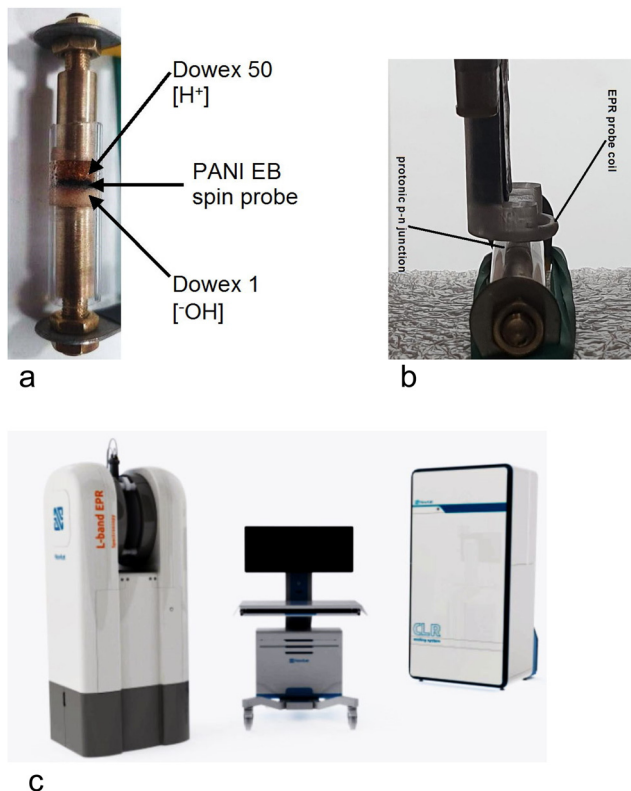 Dowex 50
[H⁺]
PANI EB
spin probe
Dowex 1
[⁻OH]
a
protonic p-n junction
EPR probe coil
b
L-band EPR
CLR
c